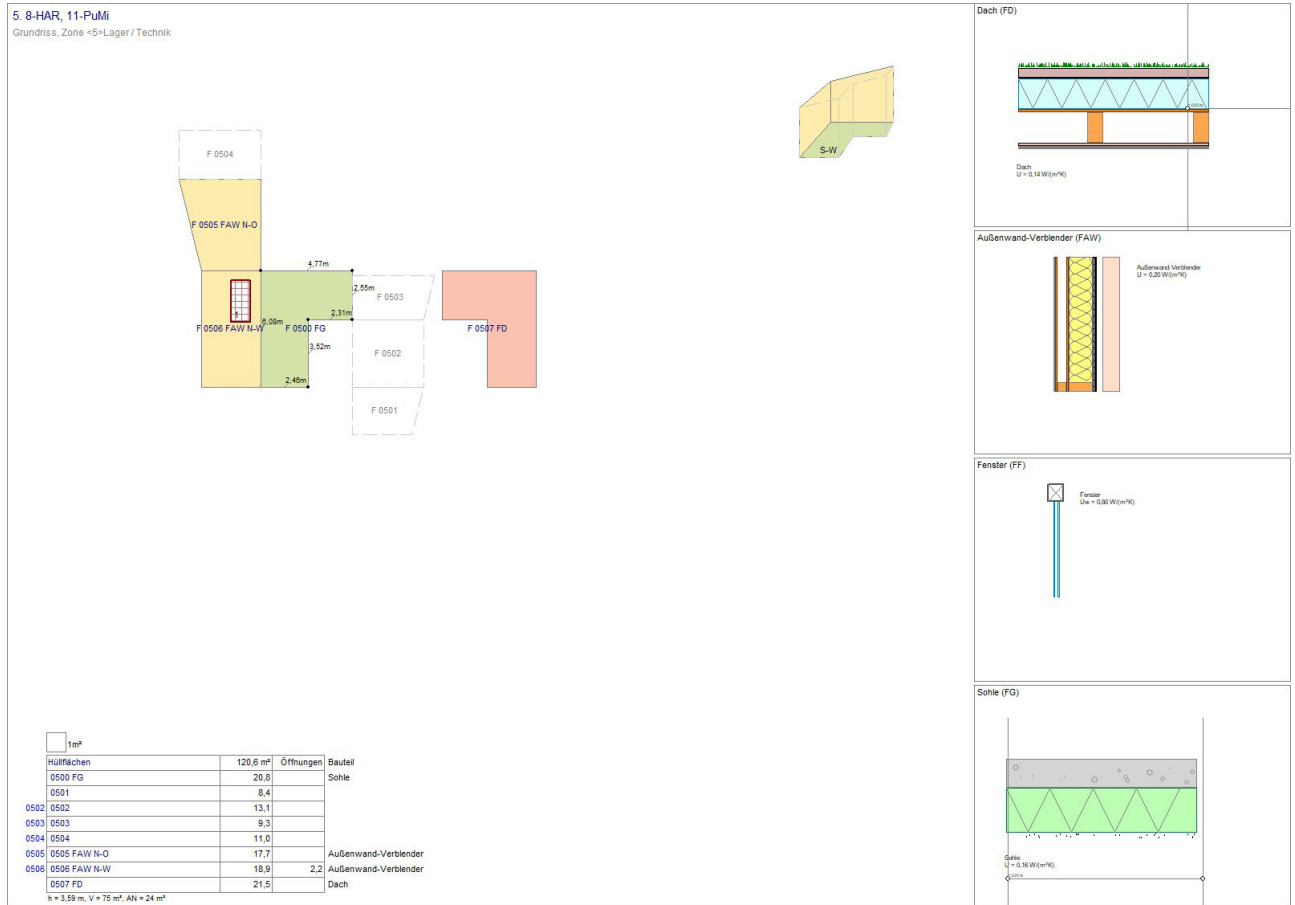 5. 8-HAR, 11-PuMi
Grundriss, Zone <5>Lager / Technik
F 0504
F 0505 FAW N-O
4,77m
2,55m
F 0503
2,31m
F 0506 FAW N-W
1
6,08m
F 0500 FG
F 0507 FD
3,52m
F 0502
2,46m
F 0501
S-W
Dach (FD)
Dach
U = 0,14 W/(m²K)
Außenwand-Verblender (FAW)
Außenwand-Verblender
U = 0,20 W/(m²K)
Fenster (FF)
Fenster
Uw = 0,80 W/(m²K)
Sohle (FG)
Sohle
U = 0,16 W/(m²K)
1m²
Hüllflächen 120,6 m² Öffnungen Bauteil
0500 FG 20,8 Sohle
0501 8,4
0502 0502 13,1
0503 0503 9,3
0504 0504 11,0
0505 0505 FAW N-O 17,7 Außenwand-Verblender
0506 0506 FAW N-W 18,9 2,2 Außenwand-Verblender
0507 FD 21,5 Dach
h = 3,59 m, V = 75 m³, AN = 24 m²